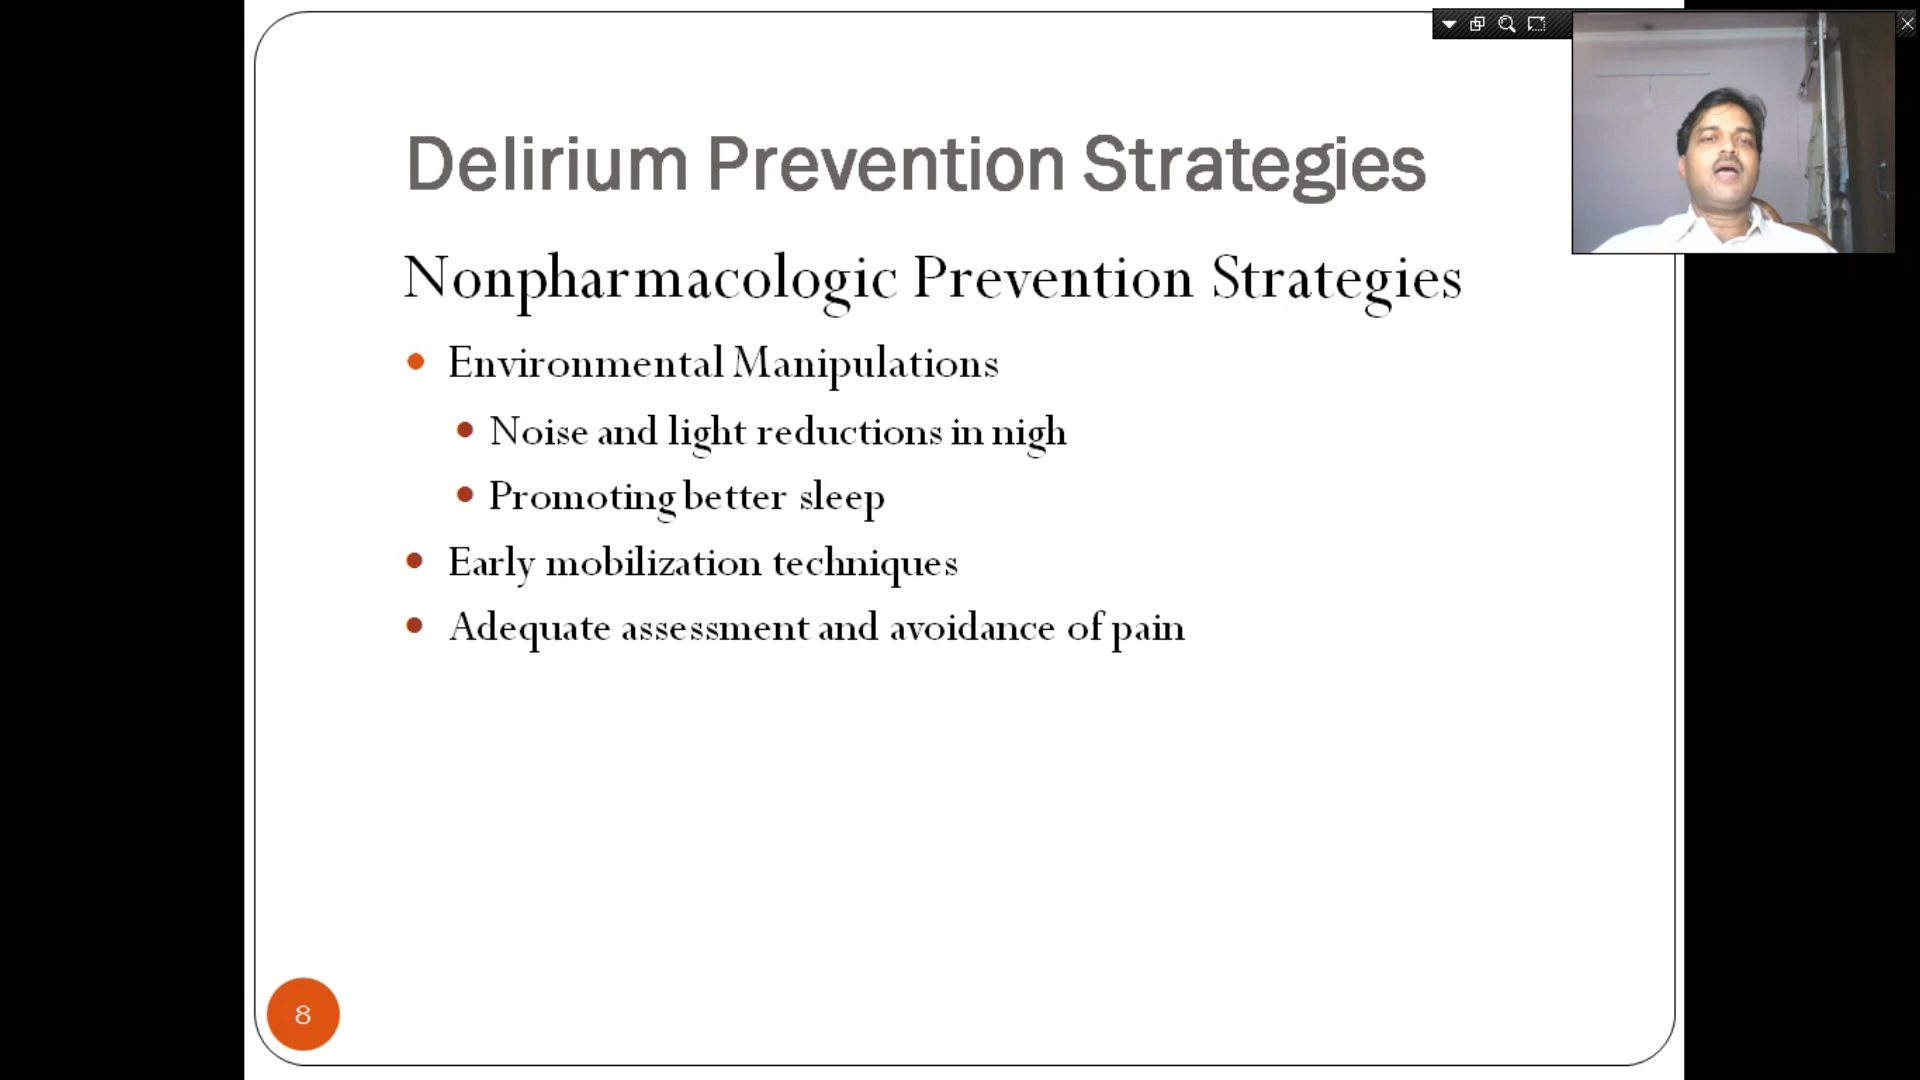 Delirium Prevention Strategies
Nonpharmacologic Prevention Strategies
Environmental Manipulations
Noise and light reductions in nigh
Promoting better sleep
Early mobilization techniques
Adequate assessment and avoidance of pain
8